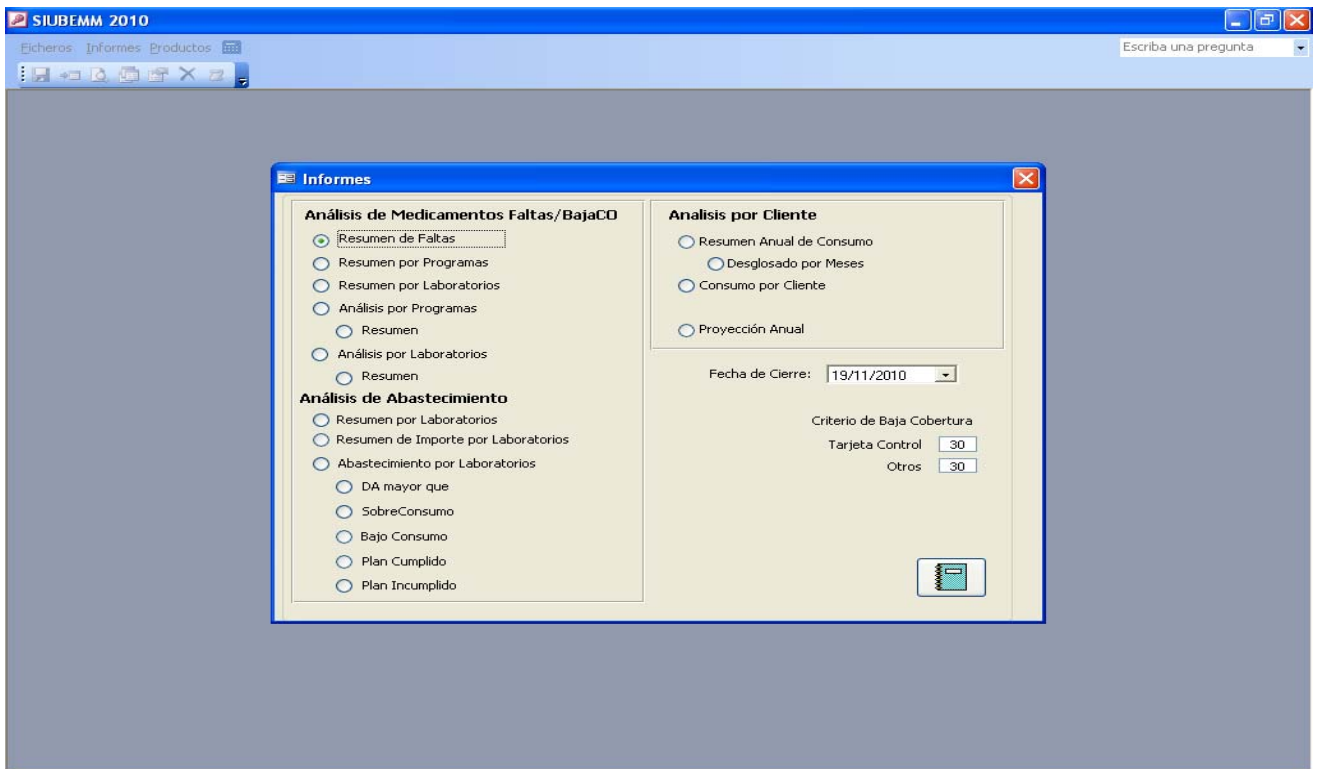 SIUBEMM 2010
Ficheros Informes Productos
Escriba una pregunta
Informes
Análisis de Medicamentos Faltas/BajaCO
Resumen de Faltas
Resumen por Programas
Resumen por Laboratorios
Análisis por Programas
Resumen
Análisis por Laboratorios
Resumen
Análisis de Abastecimiento
Resumen por Laboratorios
Resumen de Importe por Laboratorios
Abastecimiento por Laboratorios
DA mayor que
SobreConsumo
Bajo Consumo
Plan Cumplido
Plan Incumplido
Analisis por Cliente
Resumen Anual de Consumo
Desglosado por Meses
Consumo por Cliente
Proyección Anual
Fecha de Cierre: 19/11/2010
Criterio de Baja Cobertura
Tarjeta Control 30
Otros 30